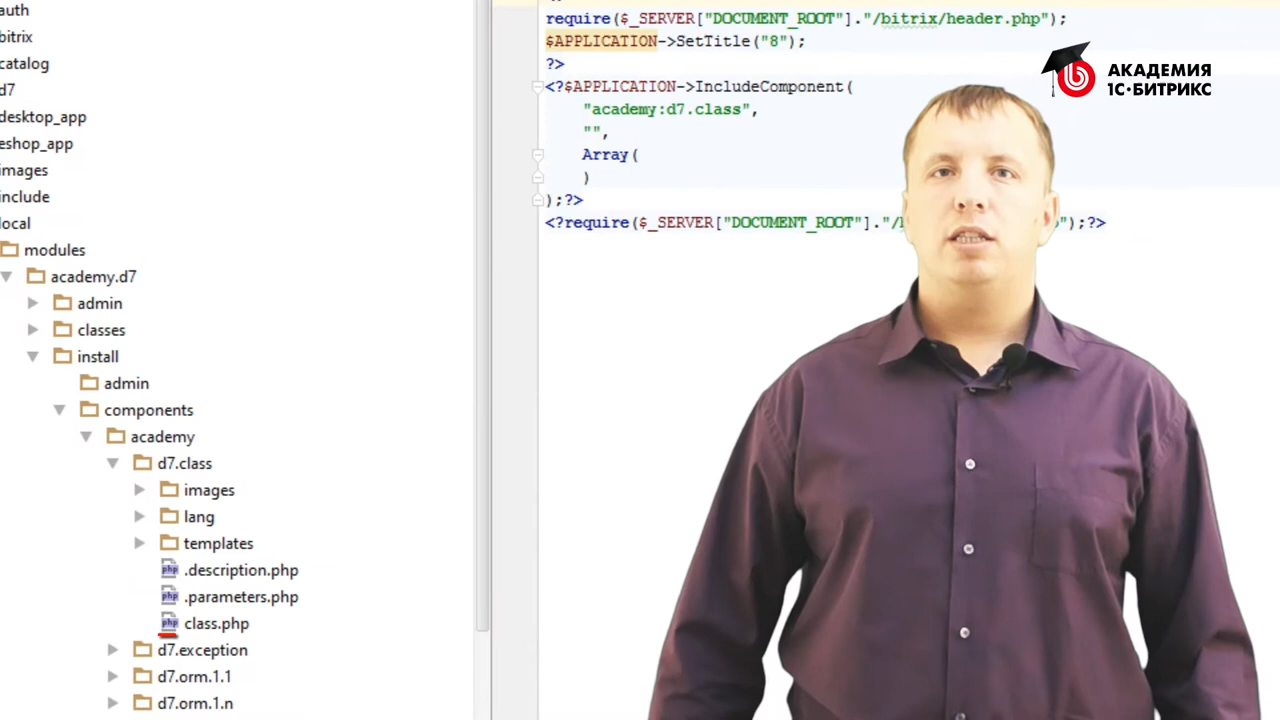 auth
bitrix
catalog
d7
desktop_app
eshop_app
images
include
local
modules
academy.d7
admin
classes
install
admin
components
academy
d7.class
images
lang
templates
php .description.php
php .parameters.php
php class.php
d7.exception
d7.orm.1.1
d7.orm.1.n
require($_SERVER["DOCUMENT_ROOT"]."/bitrix/header.php");
$APPLICATION->SetTitle("8");
?>
<?$APPLICATION->IncludeComponent(
"academy:d7.class",
"",
Array(
)
);?>
<?require($_SERVER["DOCUMENT_ROOT"]."/ ");?>
АКАДЕМИЯ
1С·БИТРИКС